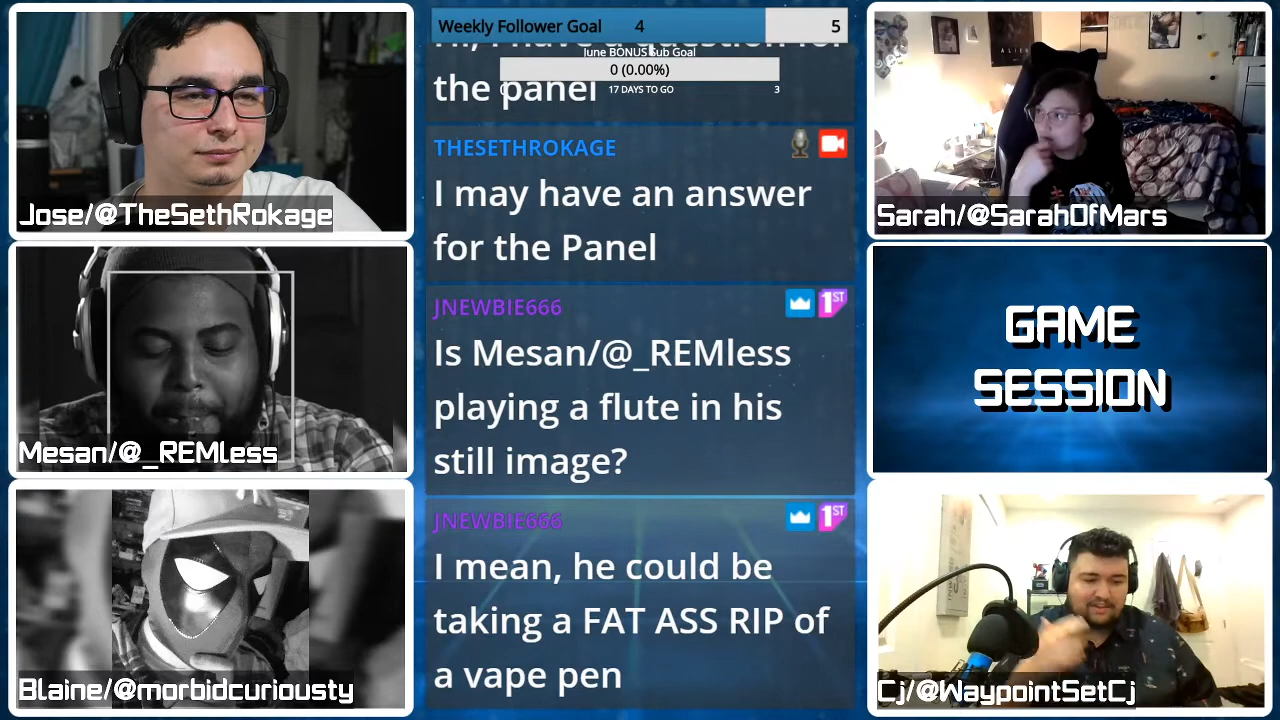 Weekly Follower Goal 4 5
June BONUS Sub Goal
0 (0.00%)
17 DAYS TO GO 3
the panel
THESETHROKAGE
I may have an answer
for the Panel
JNEWBIE666
1ST
Is Mesan/@_REMless
playing a flute in his
still image?
JNEWBIE666
1ST
I mean, he could be
taking a FAT ASS RIP of
a vape pen
Jose/@TheSethRokage
Mesan/@_REMless
Blaine/@morbidcuriousty
ALIEN
Sarah/@SarahOfMars
GAME
SESSION
Cj/@WaypointSetCj